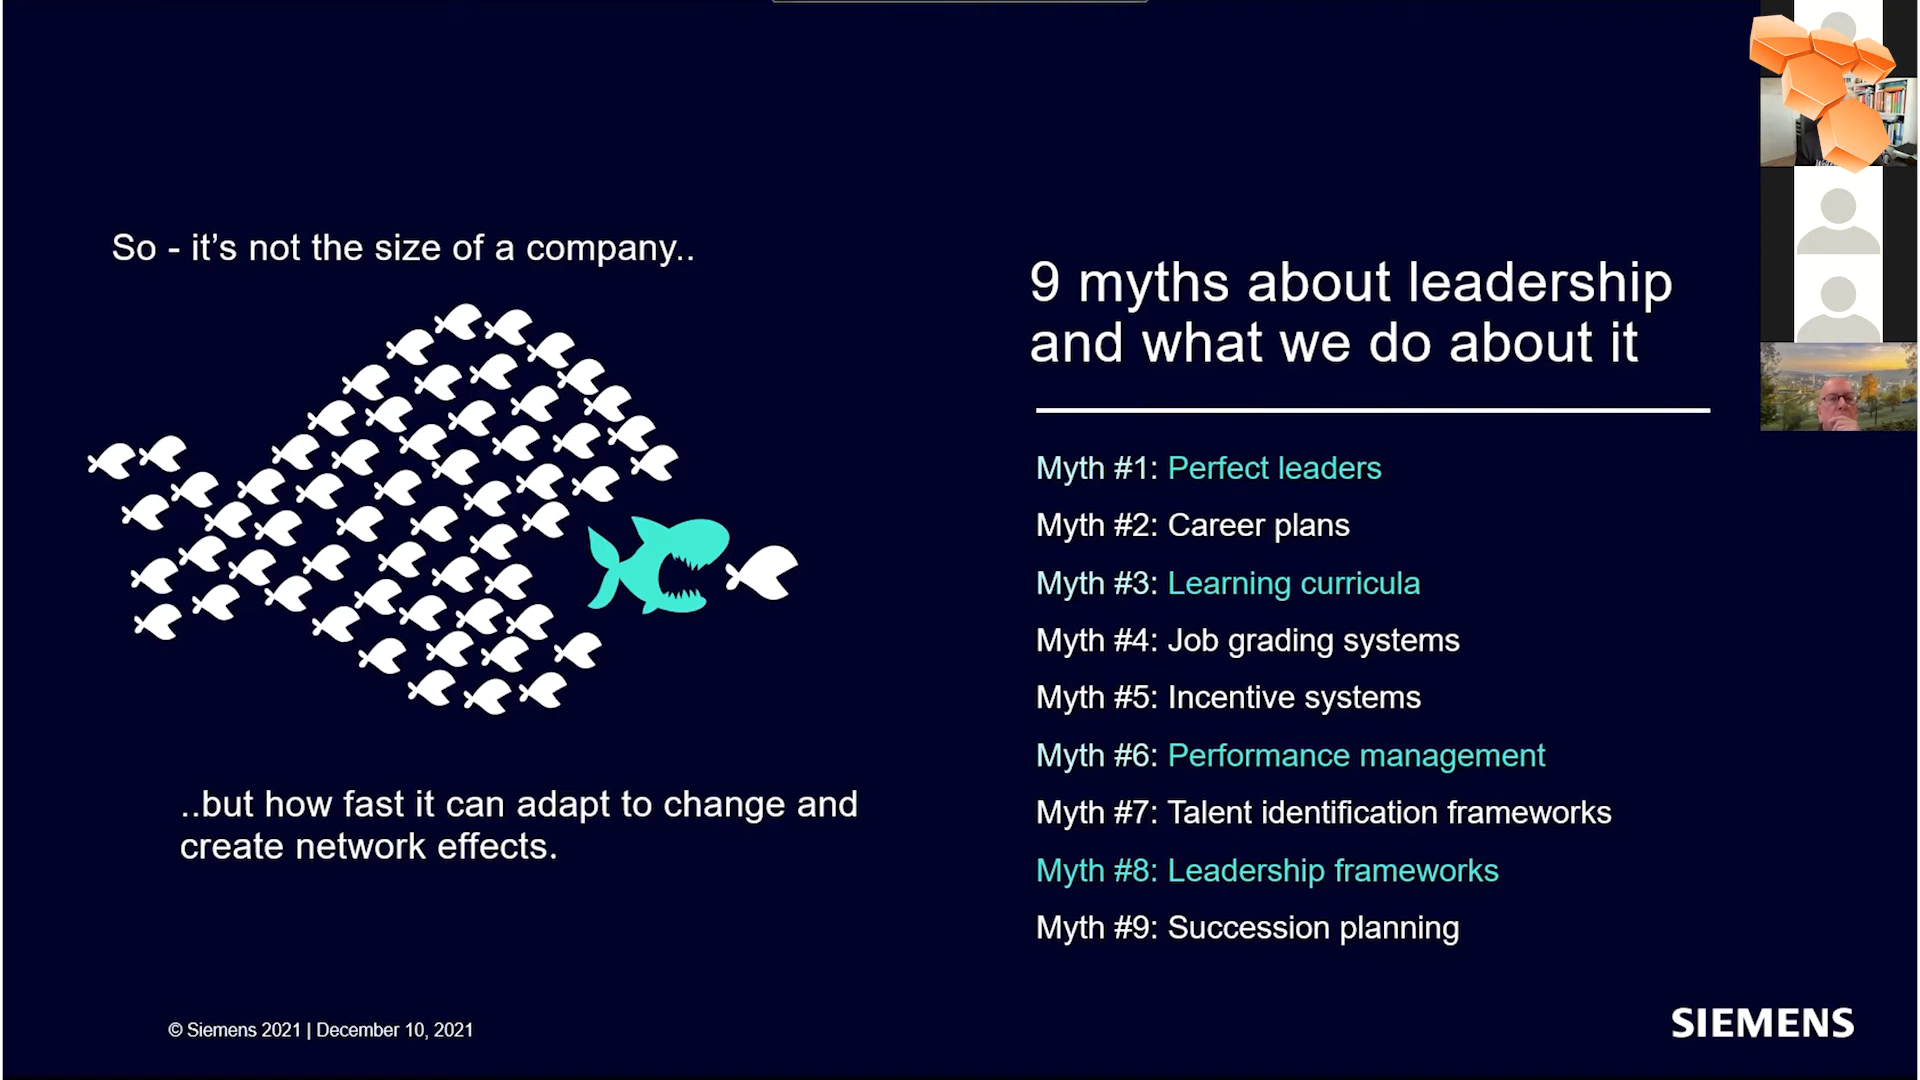 So - it's not the size of a company..
..but how fast it can adapt to change and
create network effects.
9 myths about leadership
and what we do about it
Myth #1: Perfect leaders
Myth #2: Career plans
Myth #3: Learning curricula
Myth #4: Job grading systems
Myth #5: Incentive systems
Myth #6: Performance management
Myth #7: Talent identification frameworks
Myth #8: Leadership frameworks
Myth #9: Succession planning
© Siemens 2021 | December 10, 2021
SIEMENS